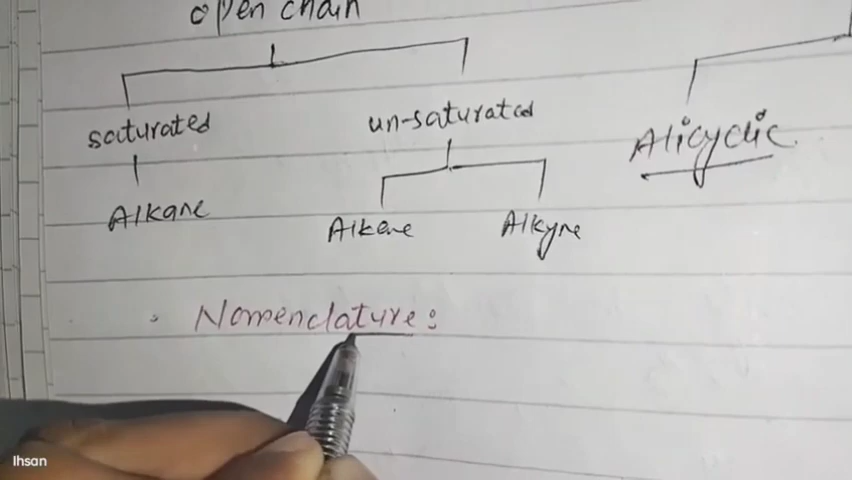 open chain
saturated
un-saturated
Alicyclic.
Alkane
Alkene
Alkyne
Nomenclature:
Ihsan